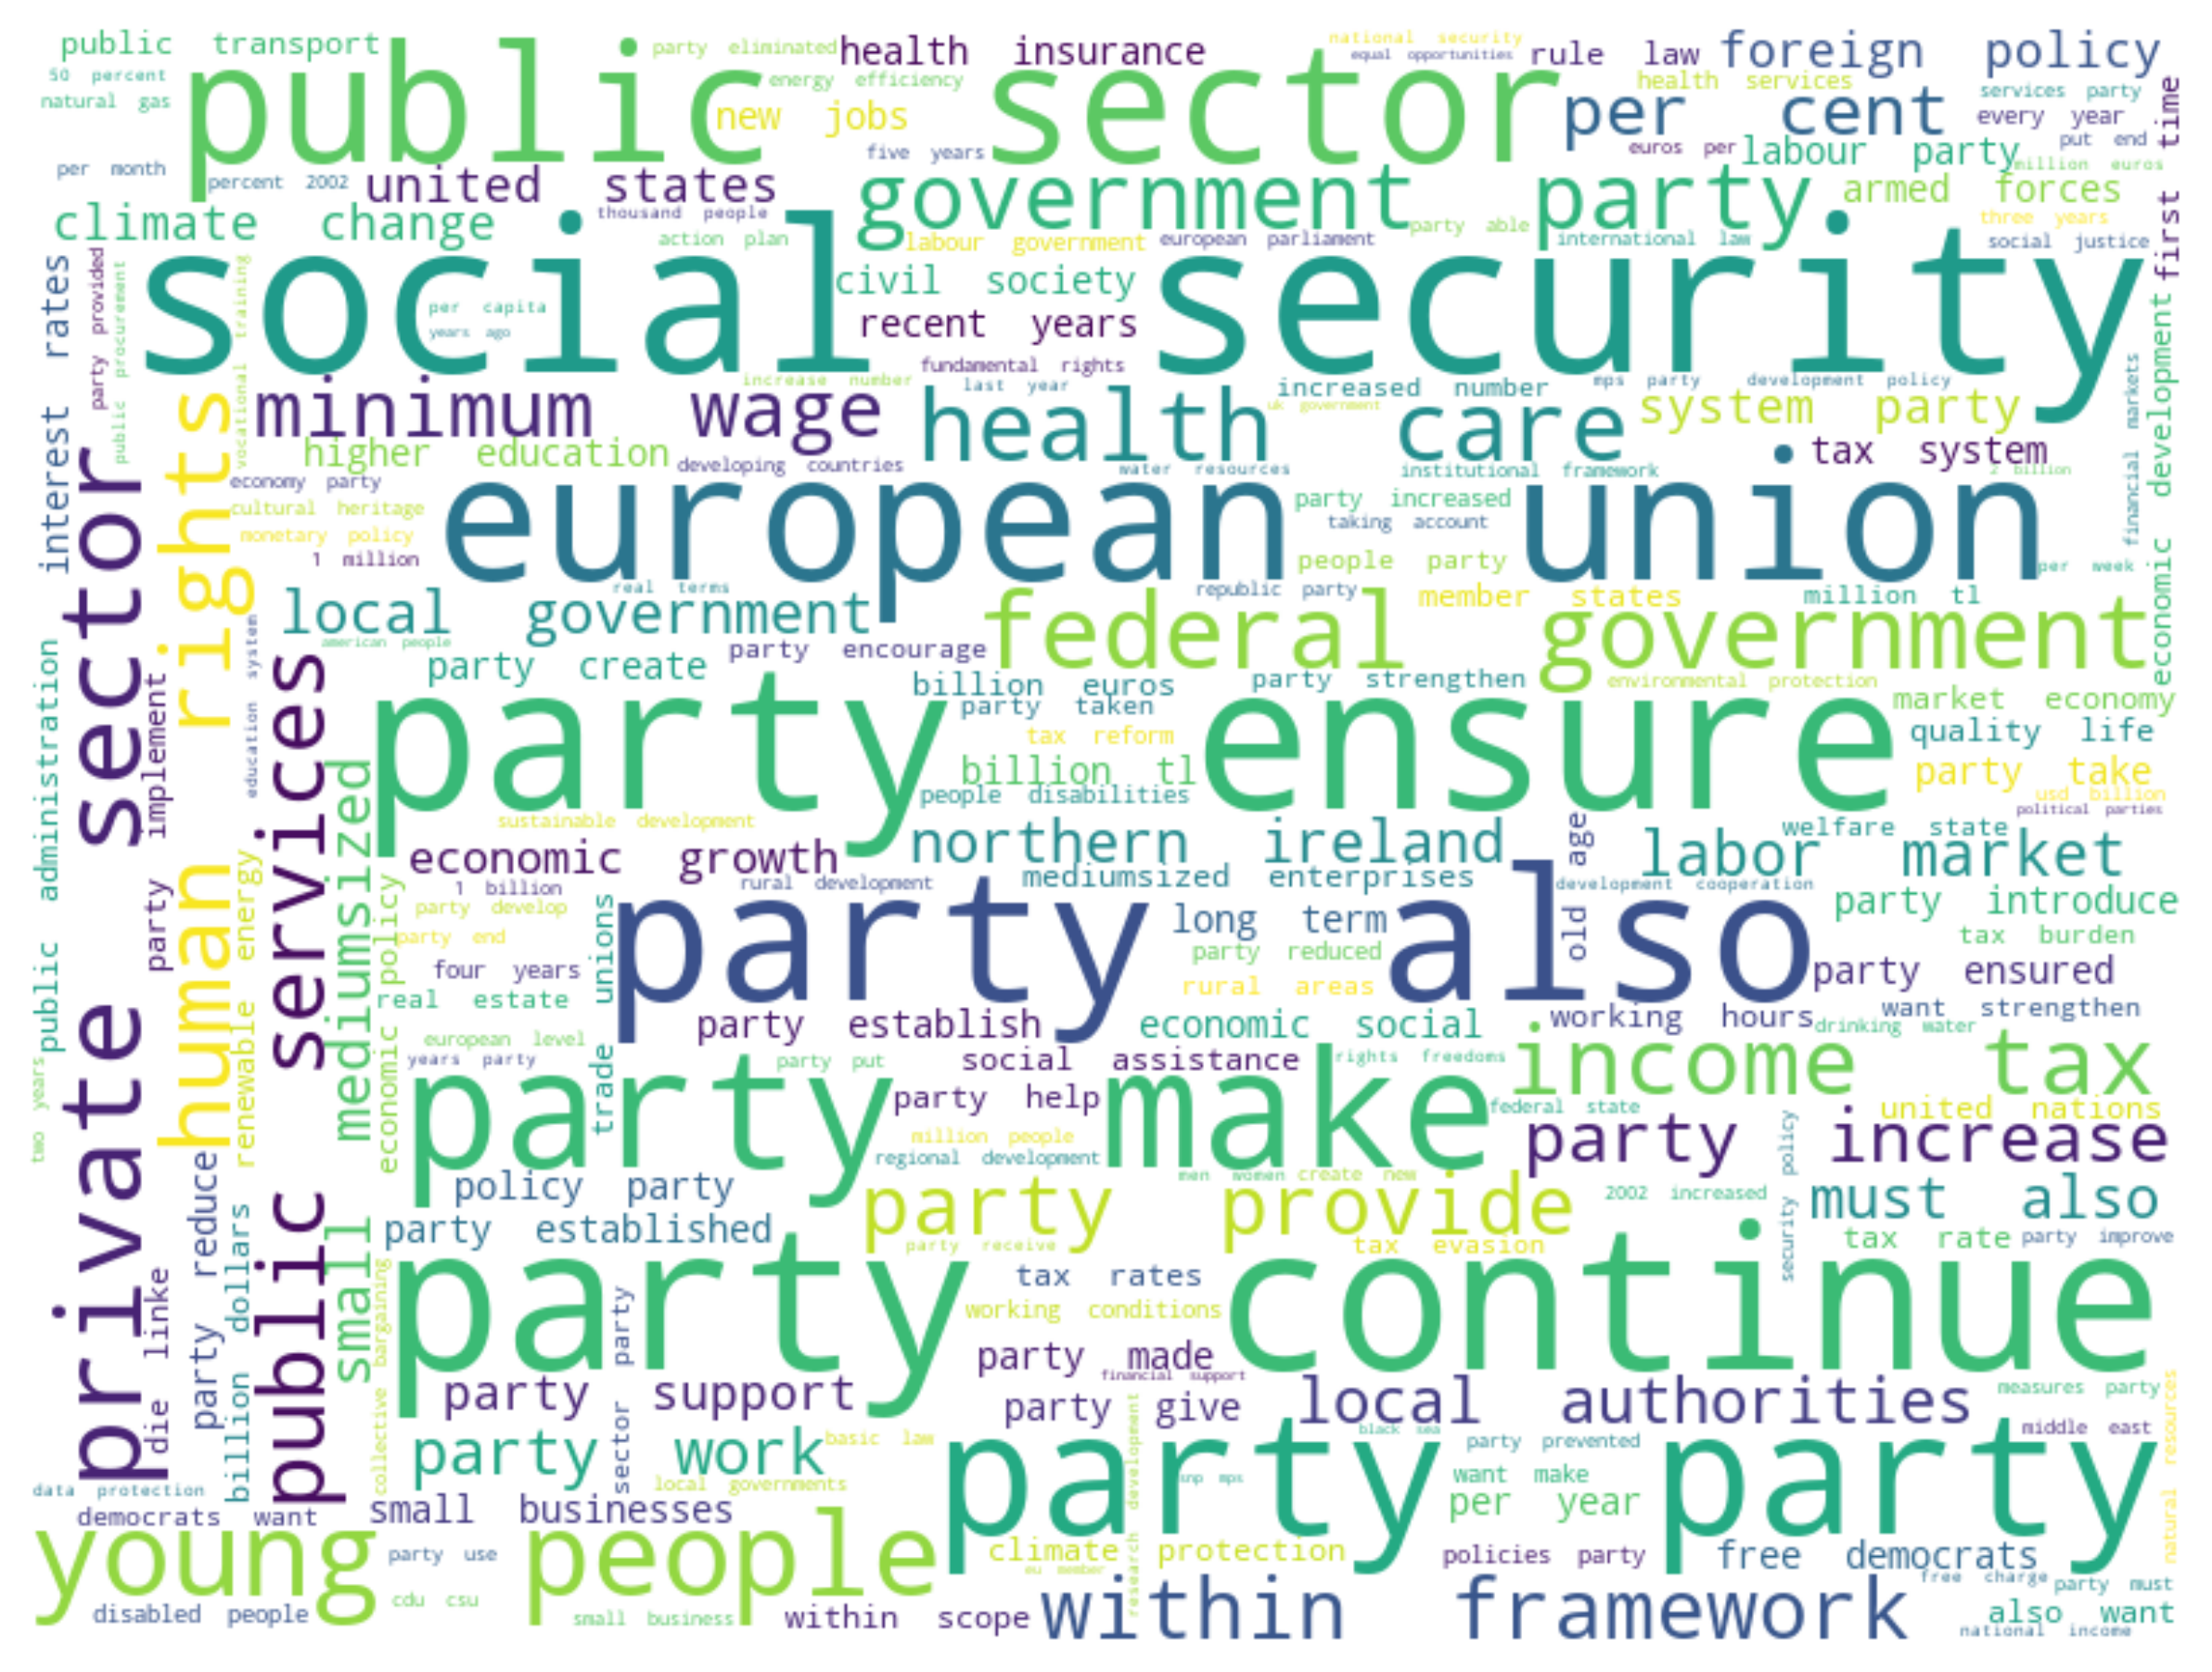 public transport
party eliminated
health insurance
national security
equal opportunities
rule law
foreign policy
50 percent
natural gas
public sector
energy efficiency
new jobs
health services
per cent
services party
every year
first time
five years
euros per
put end
per month
percent 2002
united states
labour party
million euros
government party
armed forces
climate change
thousand people
action plan
labour government
european parliament
party able
international law
three years
social justice
social security
civil society
per capita
years ago
recent years
fundamental rights
interest rates
party provided
public procurement
vocational training
economic development
financial markets
increase number
last year
increased number
mps party
development policy
minimum wage
health care
uk government
system party
higher education
developing countries
water resources
institutional framework
tax system
2 billion
economy party
cultural heritage
monetary policy
1 million
european union
party increased
taking account
people party
per week
real terms
republic party
member states
million tl
local government
american people
federal government
party create
party encourage
billion euros
party strengthen
environmental protection
market economy
party ensure
party taken
tax reform
quality life
billion tl
party take
people disabilities
usd billion
political parties
private sector
human rights
public services
public administration
party implement
education system
small mediumsized
sustainable development
northern ireland
old age
welfare state
labor market
economic growth
1 billion
rural development
mediumsized enterprises
development cooperation
party introduce
party develop
party also
long term
tax burden
party end
party reduced
four years
party ensured
real estate
rural areas
want strengthen
renewable energy
economic policy
trade unions
party establish
economic social
working hours
drinking water
european level
years party
party put
social assistance
rights freedoms
income tax
two years
party make
party help
federal state
united nations
million people
regional development
party increase
security policy
men women
create new
policy party
party provide
2002 increased
must also
party established
party receive
tax evasion
tax rate
party improve
party reduce
billion dollars
die linke
collective bargaining
sector party
party continue
tax rates
working conditions
party made
financial support
party support
party give
local authorities
measures party
natural resources
party work
basic law
black sea
party prevented
middle east
party party
local governments
research development
snp mps
want make
data protection
per year
democrats want
small businesses
young people
party use
climate protection
eu member
policies party
free democrats
free charge
party must
cdu csu
disabled people
small business
within scope
within framework
also want
national income